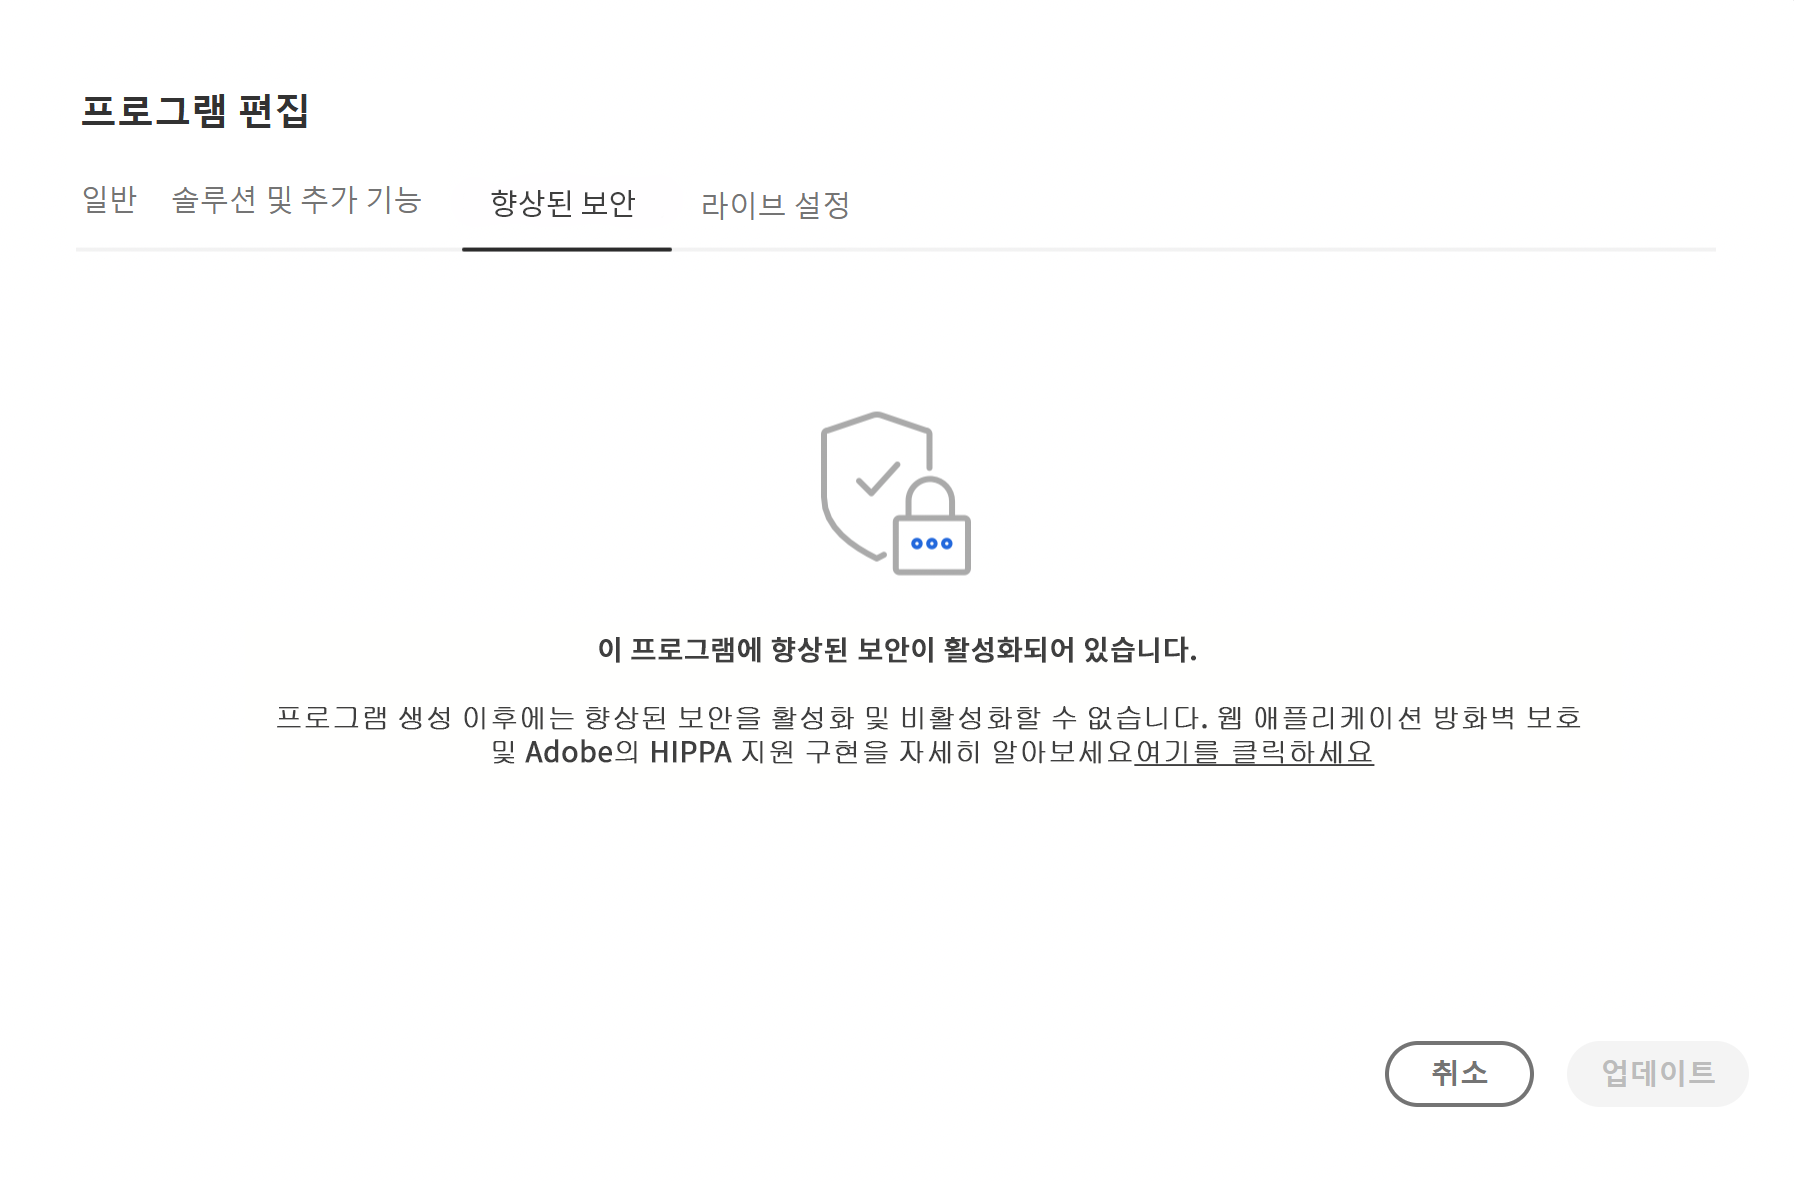 프로그램 편집
일반 솔루션 및 추가 기능 향상된 보안 라이브 설정
이 프로그램에 향상된 보안이 활성화되어 있습니다.
프로그램 생성 이후에는 향상된 보안을 활성화 및 비활성화할 수 없습니다. 웹 애플리케이션 방화벽 보호
및 Adobe의 HIPPA 지원 구현을 자세히 알아보세요여기를 클릭하세요
취소 업데이트